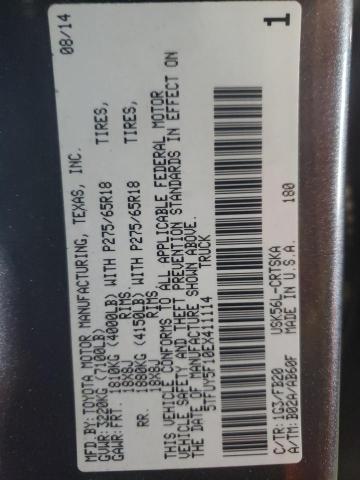 MFD.BY:TOYOTA MOTOR MANUFACTURING, TEXAS, INC. 08/14
GVWR: 3220KG ( 7100LB)
GAWR: FRT. 1810KG (4000LB) WITH P275/65R18 TIRES,
18X8J RIMS
RR. 1880KG (4150LB) WITH P275/65R18 TIRES,
18X8J RIMS
THIS VEHICLE CONFORMS TO ALL APPLICABLE FEDERAL MOTOR
VEHICLE SAFETY AND THEFT PREVENTION STANDARDS IN EFFECT ON
THE DATE OF MANUFACTURE SHOWN ABOVE.
5TFUY5F10EX411114 TRUCK
C/TC: 1G3/FB20 USK56L-CRTSKA
A/TM: B02A/AB60F MADE IN U.S.A. 180
1